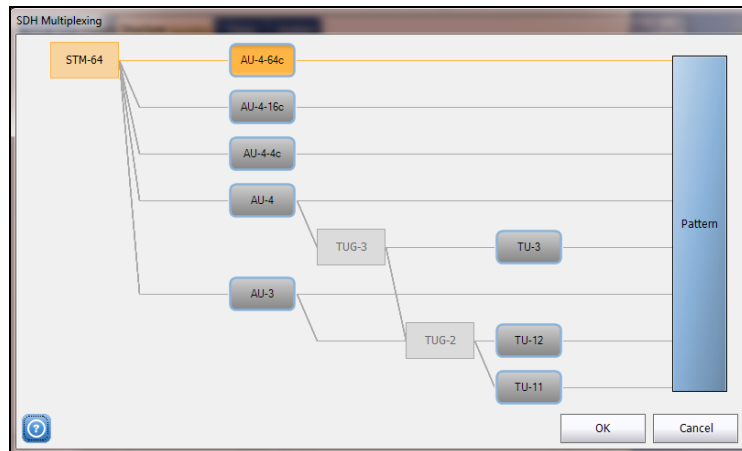 SDH Multiplexing
STM-64
AU-4-64c
AU-4-16c
AU-4-4c
AU-4
Pattern
TUG-3
TU-3
AU-3
TUG-2
TU-12
TU-11
?
OK
Cancel